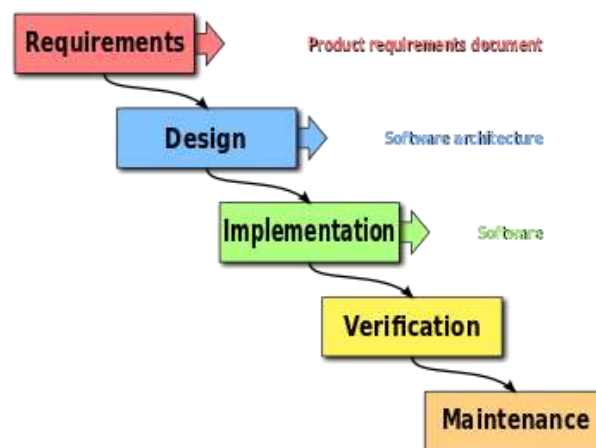 Requirements
Product requirements document
Design
Software architecture
Implementation
Software
Verification
Maintenance